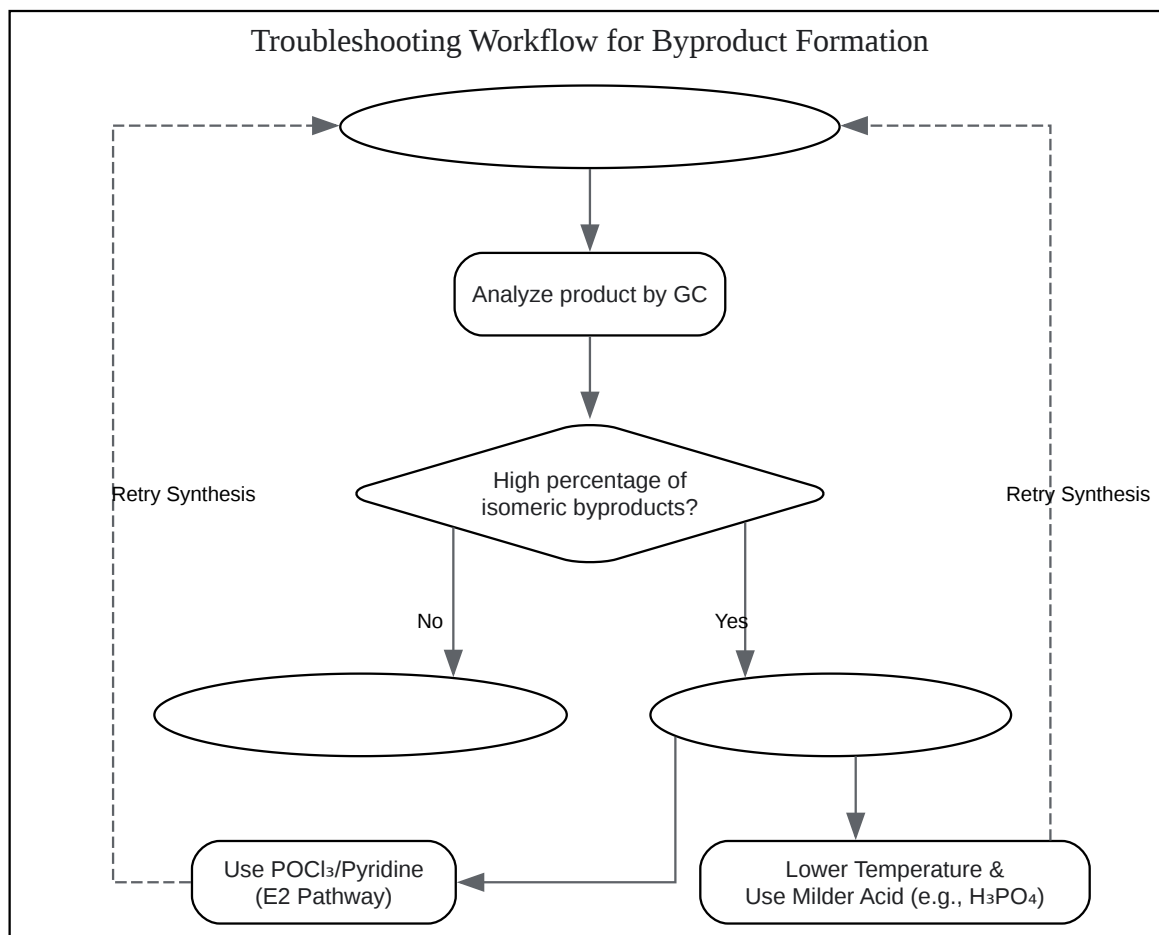 Troubleshooting Workflow for Byproduct Formation
Analyze product by GC
High percentage of
isomeric byproducts?
Retry Synthesis
Retry Synthesis
No
Yes
Use POCl₃/Pyridine
(E2 Pathway)
Lower Temperature &
Use Milder Acid (e.g., H₃PO₄)